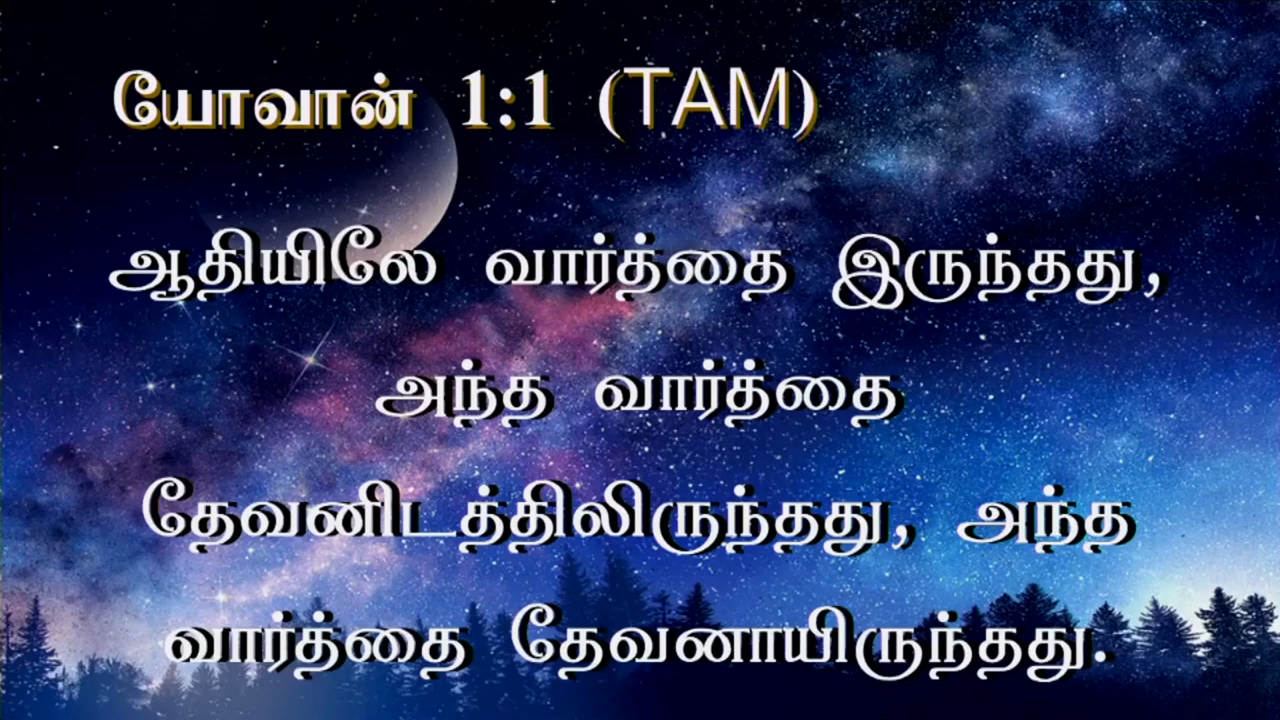 யோவான் 1:1 (TAM)
ஆதியிலே வார்த்தை இருந்தது,
அந்த வார்த்தை
தேவனிடத்திலிருந்தது, அந்த
வார்த்தை தேவனாயிருந்தது.